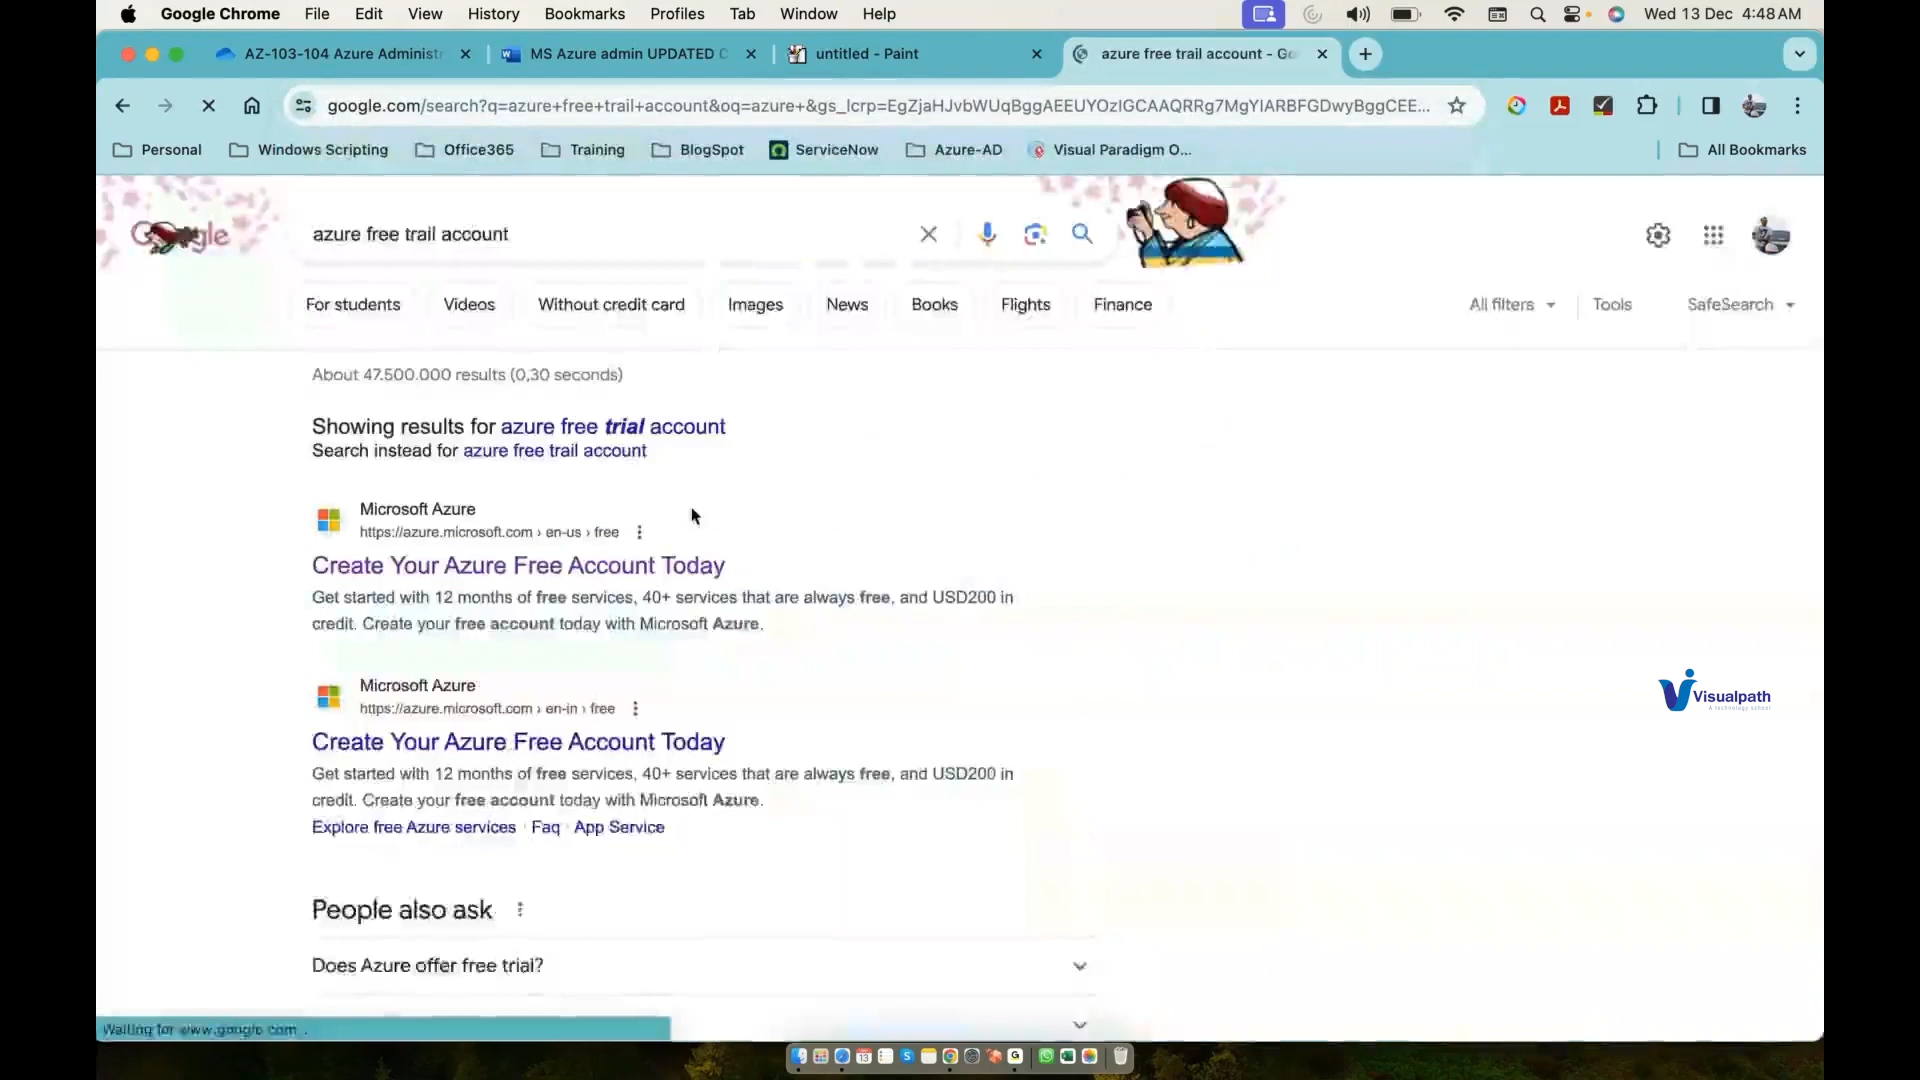 Google Chrome File Edit View History Bookmarks Profiles Tab Window Help Wed 13 Dec 4:48 AM
AZ-103-104 Azure Administr MS Azure admin UPDATED C untitled - Paint azure free trail account - Go
google.com/search?q=azure+free+trail+account&oq=azure+&gs_lcrp=EgZjaHJvbWUqBggAEEUYOzIGCAAQRRg7MgYIARBFGDwyBggCEE...
Personal Windows Scripting Office365 Training BlogSpot ServiceNow Azure-AD Visual Paradigm O... All Bookmarks
Google
azure free trail account
For students Videos Without credit card Images News Books Flights Finance All filters Tools SafeSearch
About 47.500.000 results (0,30 seconds)
Showing results for azure free trial account
Search instead for azure free trail account
Microsoft Azure
https://azure.microsoft.com › en-us › free
Create Your Azure Free Account Today
Get started with 12 months of free services, 40+ services that are always free, and USD200 in
credit. Create your free account today with Microsoft Azure.
Microsoft Azure
https://azure.microsoft.com › en-in › free
Create Your Azure Free Account Today
Get started with 12 months of free services, 40+ services that are always free, and USD200 in
credit. Create your free account today with Microsoft Azure.
Explore free Azure services · Faq · App Service
Visualpath
A technology school
People also ask
Does Azure offer free trial?
Waiting for www.google.com...